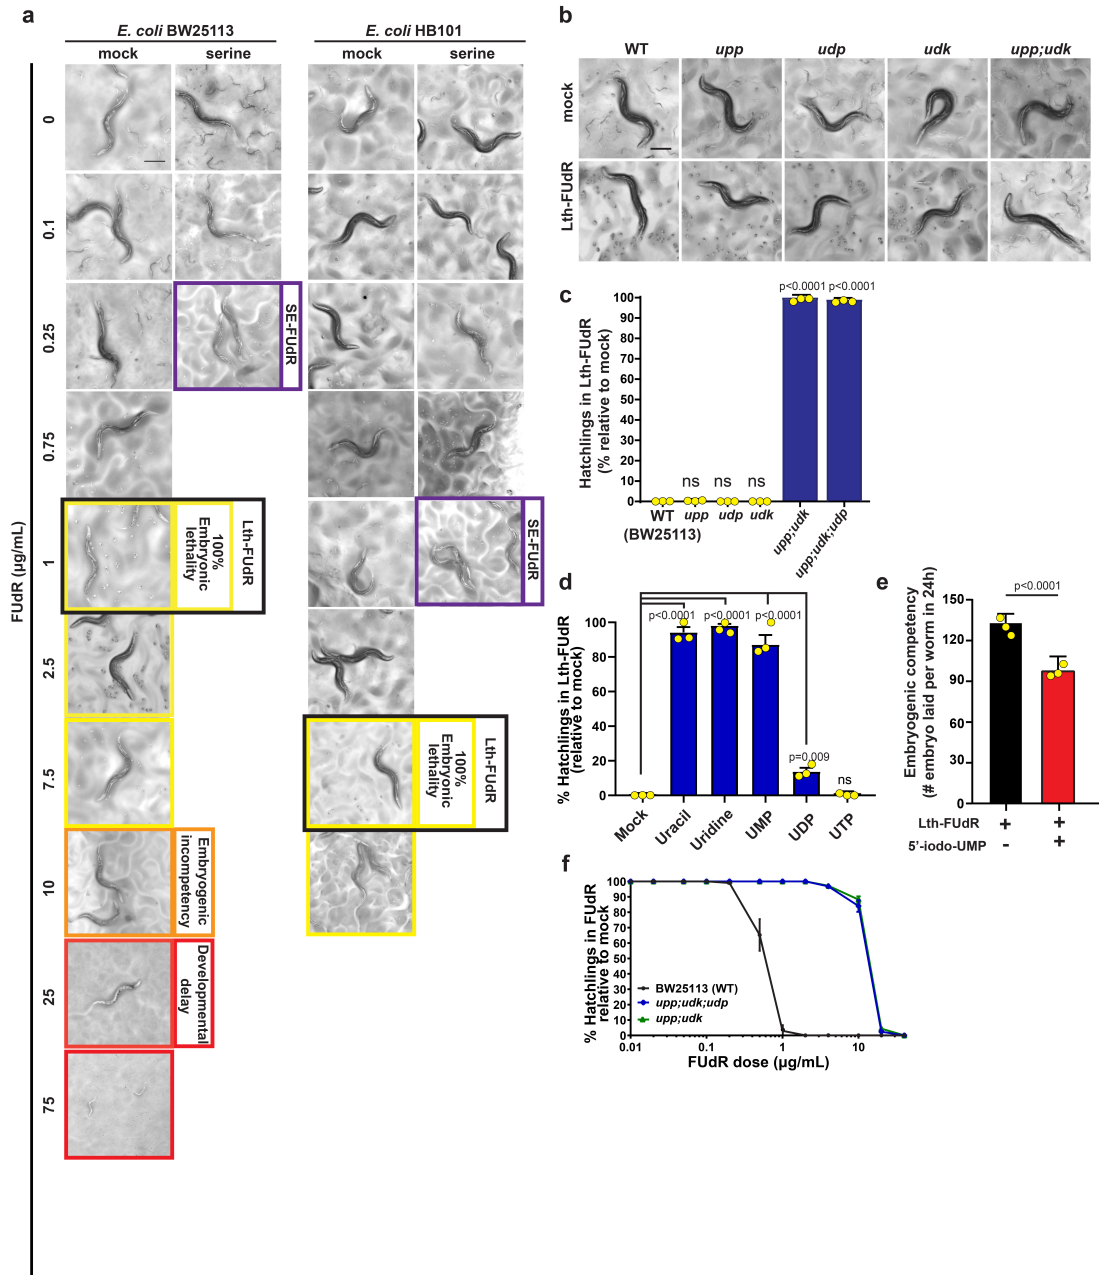 a
E. coli BW25113
E. coli HB101
mock
serine
mock
serine
FUdR (µg/mL)
0
0.1
0.25
SE-FUdR
0.75
1
Lth-FUdR
100%
Embryonic
lethality
SE-FUdR
2.5
7.5
Lth-FUdR
100%
Embryonic
lethality
10
Embryogenic
incompetency
25
Developmental
delay
75
b
WT
upp
udp
udk
upp;udk
mock
Lth-FUdR
c
Hatchlings in Lth-FUdR
(% relative to mock)
100
90
80
70
60
50
40
30
20
10
0
p<0.0001
p<0.0001
ns
ns
ns
WT
(BW25113)
upp
udp
udk
upp;udk
upp;udk;udp
d
% Hatchlings in Lth-FUdR
(relative to mock)
100
80
60
40
20
0
p<0.0001
p<0.0001
p<0.0001
p=0.009
ns
Mock
Uracil
Uridine
UMP
UDP
UTP
e
Embryogenic competency
(# embryo laid per worm in 24h)
150
120
90
60
30
0
p<0.0001
Lth-FUdR + +
5'-iodo-UMP - +
f
% Hatchlings in FUdR
relative to mock
100
90
80
70
60
50
40
30
20
10
0
BW25113 (WT)
upp;udk;udp
upp;udk
0.01
0.1
1
10
FUdR dose (µg/mL)